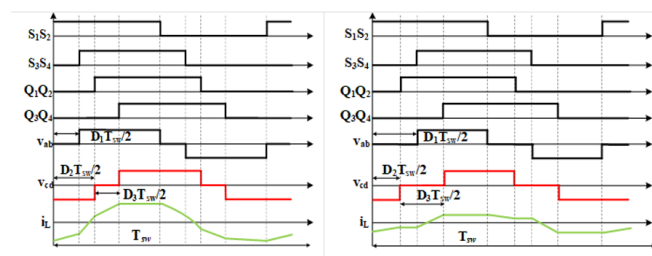 S1S2
S3S4
Q1Q2
Q3Q4
vab
D1Tsw/2
D2Tsw/2
vcd
D3Tsw/2
iL
Tsw
S1S2
S3S4
Q1Q2
Q3Q4
vab
D1Tsw/2
D2Tsw/2
vcd
D3Tsw/2
iL
Tsw